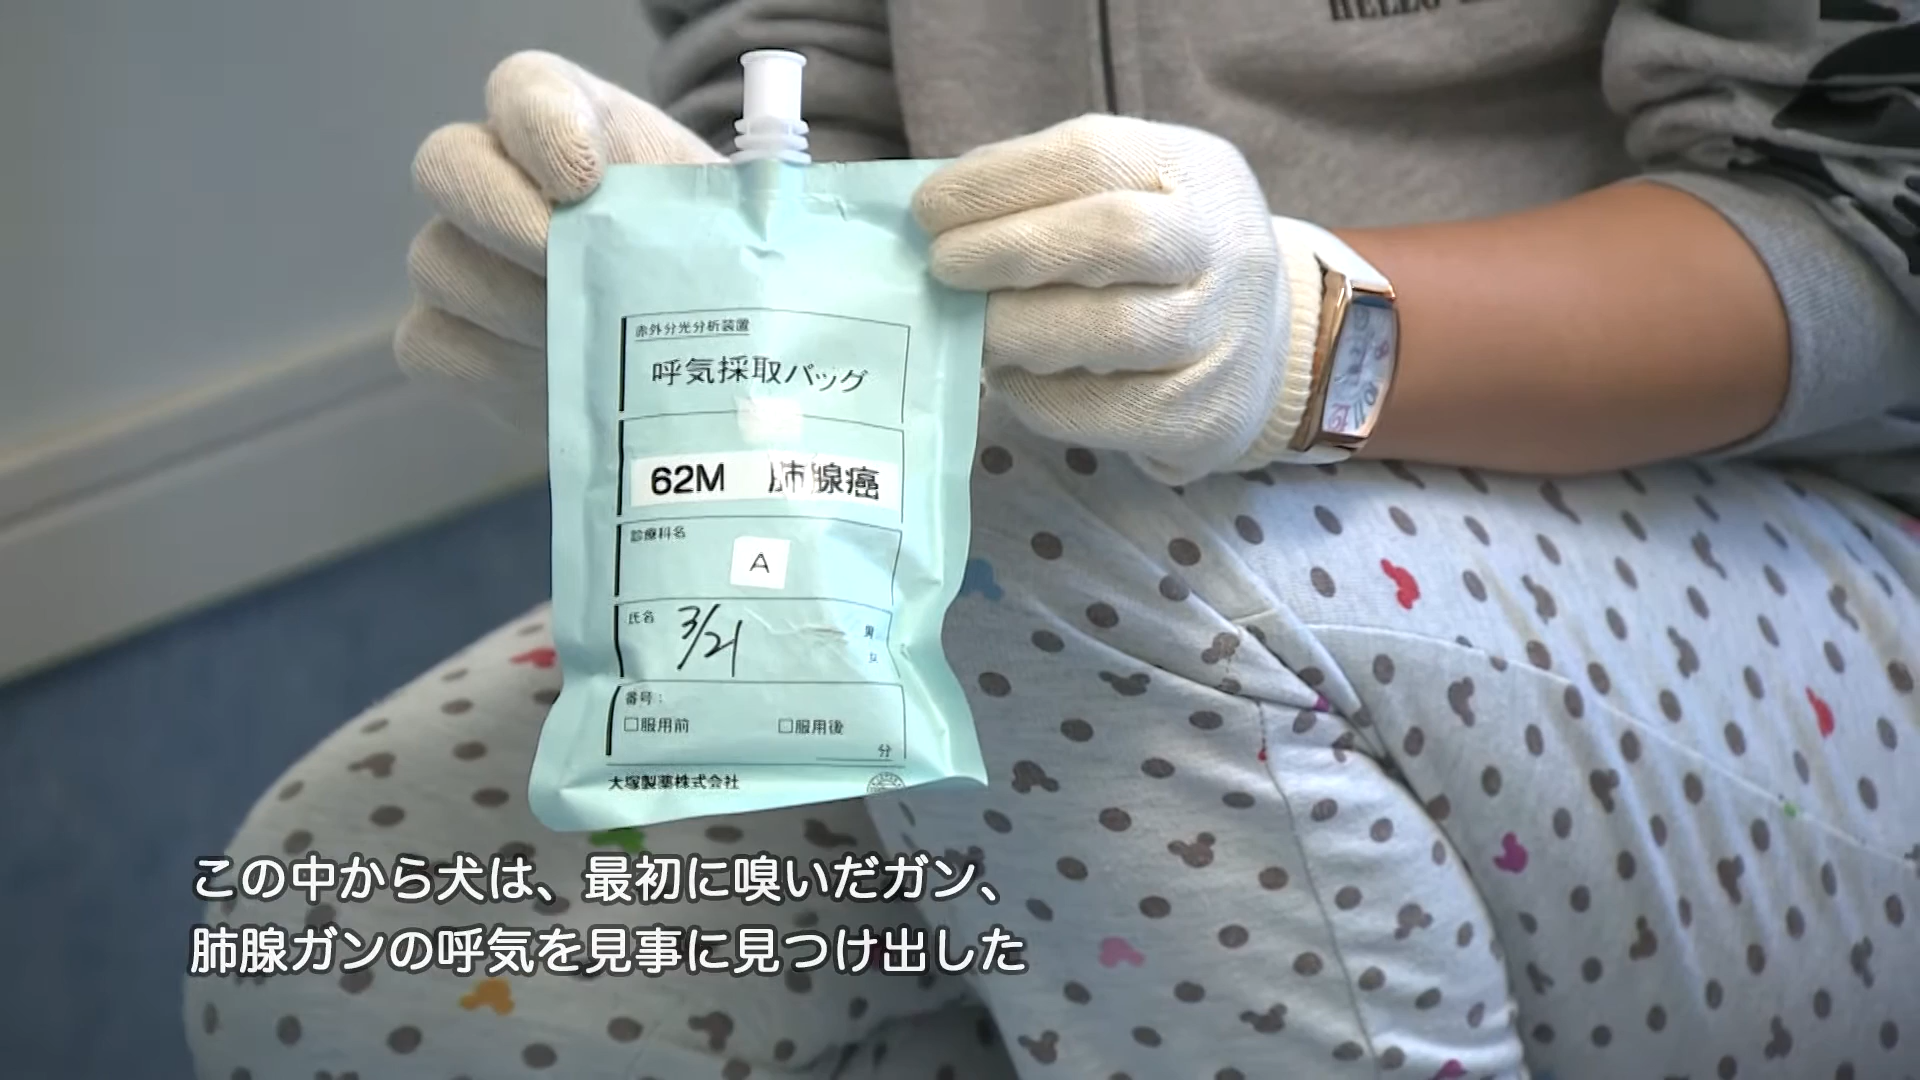 HELLO
赤外分光分析装置
呼気採取バッグ
62M 肺腺癌
診療科名
A
氏名 3/21 男
女
番号：
□服用前 □服用後
分
大塚製薬株式会社
この中から犬は、最初に嗅いだガン、
肺腺ガンの呼気を見事に見つけ出した